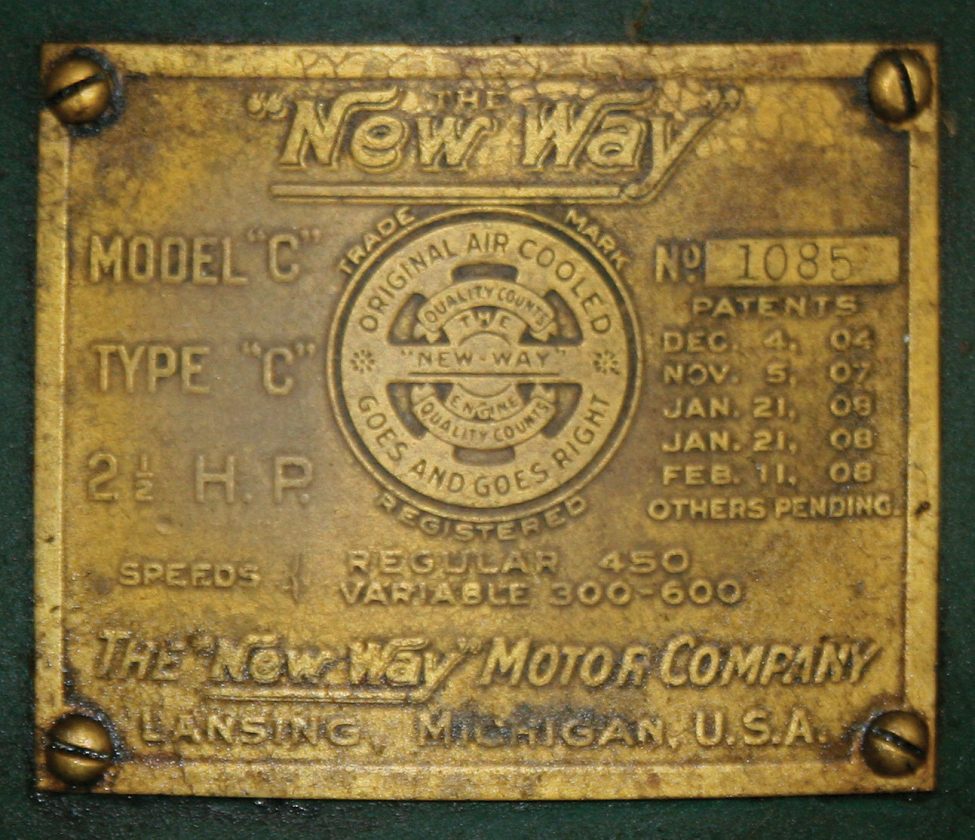 THE
"New Way"
MODEL "C"
TYPE "C"
2½ H.P.
TRADE MARK
ORIGINAL AIR COOLED
QUALITY COUNTS
THE
"NEW-WAY"
ENGINE
QUALITY COUNTS
GOES AND GOES RIGHT
REGISTERED
No. 1085
PATENTS
DEC. 4, 04
NOV. 5, 07
JAN. 21, 08
JAN. 21, 08
FEB. 11, 08
OTHERS PENDING.
SPEEDS { REGULAR 450
VARIABLE 300-600
THE "New-Way" MOTOR COMPANY
LANSING, MICHIGAN, U.S.A.